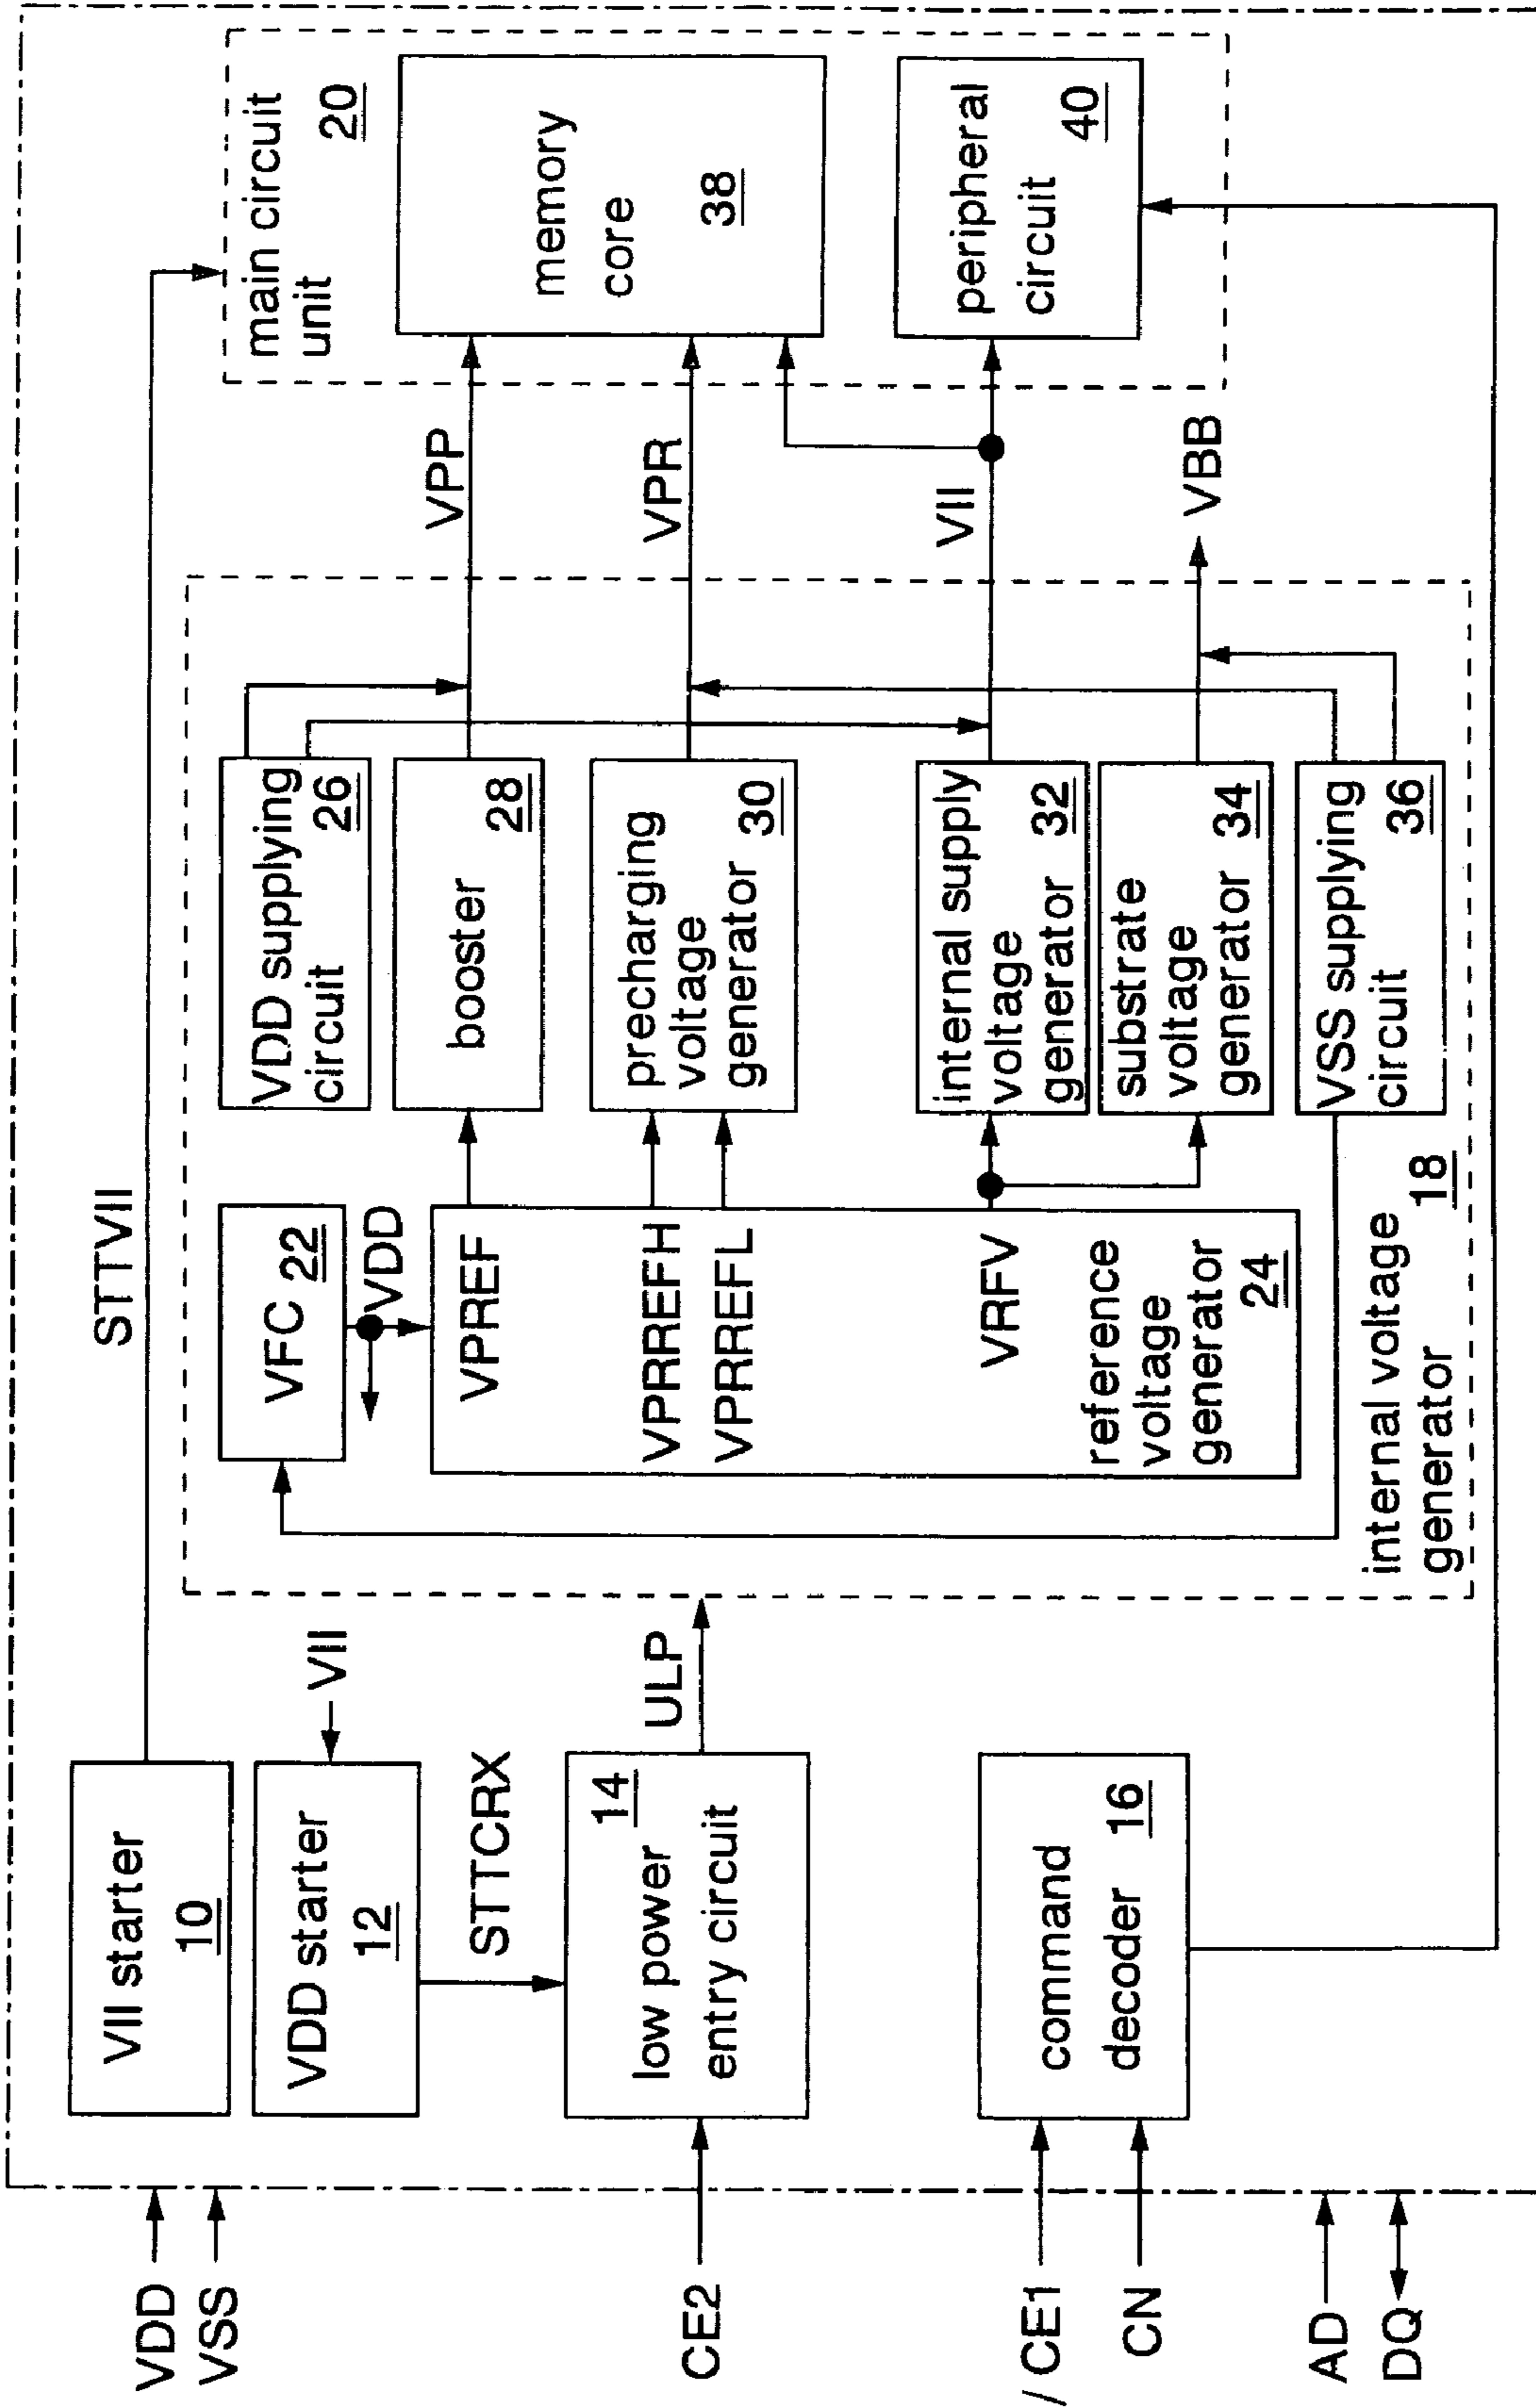 VDD
VSS
CE2
/ CE1
CN
AD
DQ
VII starter
10
VDD starter
12
VII
STTCRX
low power
entry circuit
14
ULP
command
decoder
16
STTVII
VFC 22
VDD
VPREF
VPRREFH
VPRREFL
VRFV
reference
voltage
generator
24
VDD supplying
circuit
26
booster
28
precharging
voltage
generator
30
internal supply
voltage
generator
32
substrate
voltage
generator
34
VSS supplying
circuit
36
internal voltage
generator
18
VPP
VPR
VII
VBB
main circuit
unit
20
memory
core
38
peripheral
circuit
40